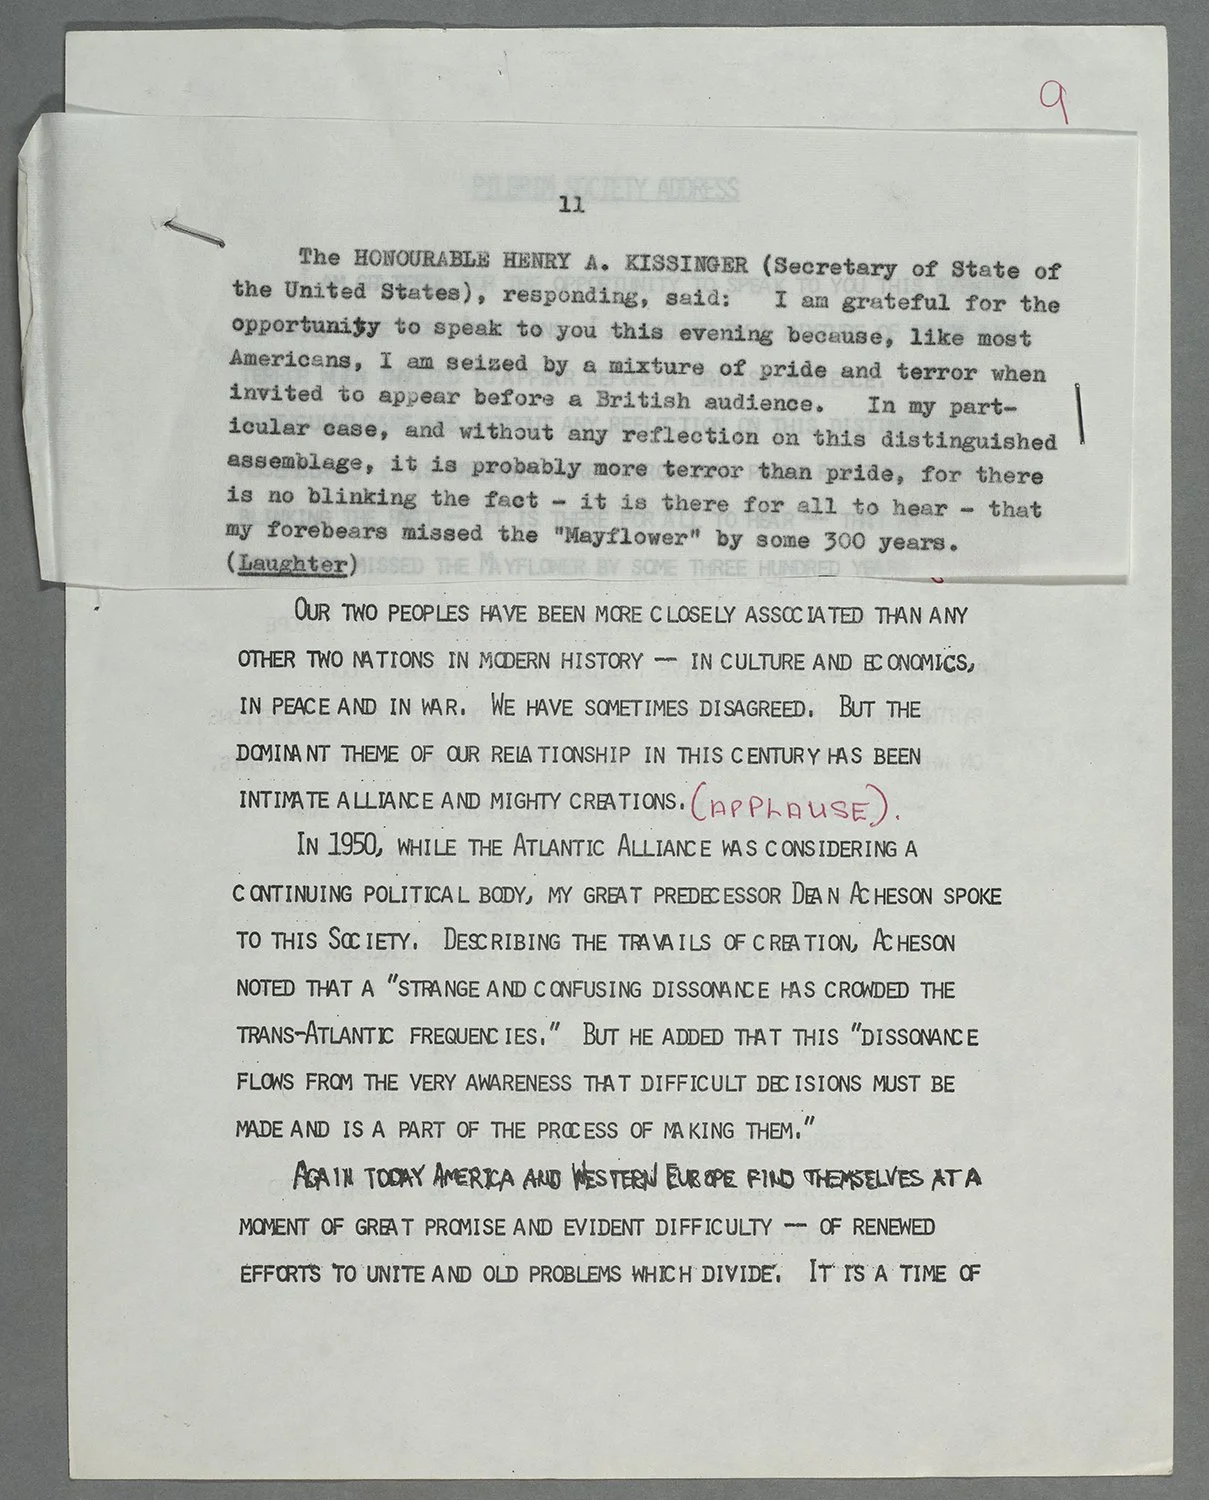 9
PILGRIM SOCIETY ADDRESS
11
The HONOURABLE HENRY A. KISSINGER (Secretary of State of
the United States), responding, said: I am grateful for the
opportunity to speak to you this evening because, like most
Americans, I am seized by a mixture of pride and terror when
invited to appear before a British audience. In my part-
icular case, and without any reflection on this distinguished
assemblage, it is probably more terror than pride, for there
is no blinking the fact - it is there for all to hear - that
my forebears missed the "Mayflower" by some 300 years.
(Laughter) MISSED THE MAYFLOWER BY SOME THREE HUNDRED
OUR TWO PEOPLES HAVE BEEN MORE CLOSELY ASSOCIATED THAN ANY
OTHER TWO NATIONS IN MODERN HISTORY -- IN CULTURE AND ECONOMICS,
IN PEACE AND IN WAR. WE HAVE SOMETIMES DISAGREED. BUT THE
DOMINANT THEME OF OUR RELATIONSHIP IN THIS CENTURY HAS BEEN
INTIMATE ALLIANCE AND MIGHTY CREATIONS. (APPLAUSE).
IN 1950, WHILE THE ATLANTIC ALLIANCE WAS CONSIDERING A
CONTINUING POLITICAL BODY, MY GREAT PREDECESSOR DEAN ACHESON SPOKE
TO THIS SOCIETY. DESCRIBING THE TRAVAILS OF CREATION, ACHESON
NOTED THAT A "STRANGE AND CONFUSING DISSONANCE HAS CROWDED THE
TRANS-ATLANTIC FREQUENCIES." BUT HE ADDED THAT THIS "DISSONANCE
FLOWS FROM THE VERY AWARENESS THAT DIFFICULT DECISIONS MUST BE
MADE AND IS A PART OF THE PROCESS OF MAKING THEM."
AGAIN TODAY AMERICA AND WESTERN EUROPE FIND THEMSELVES AT A
MOMENT OF GREAT PROMISE AND EVIDENT DIFFICULTY -- OF RENEWED
EFFORTS TO UNITE AND OLD PROBLEMS WHICH DIVIDE. IT IS A TIME OF